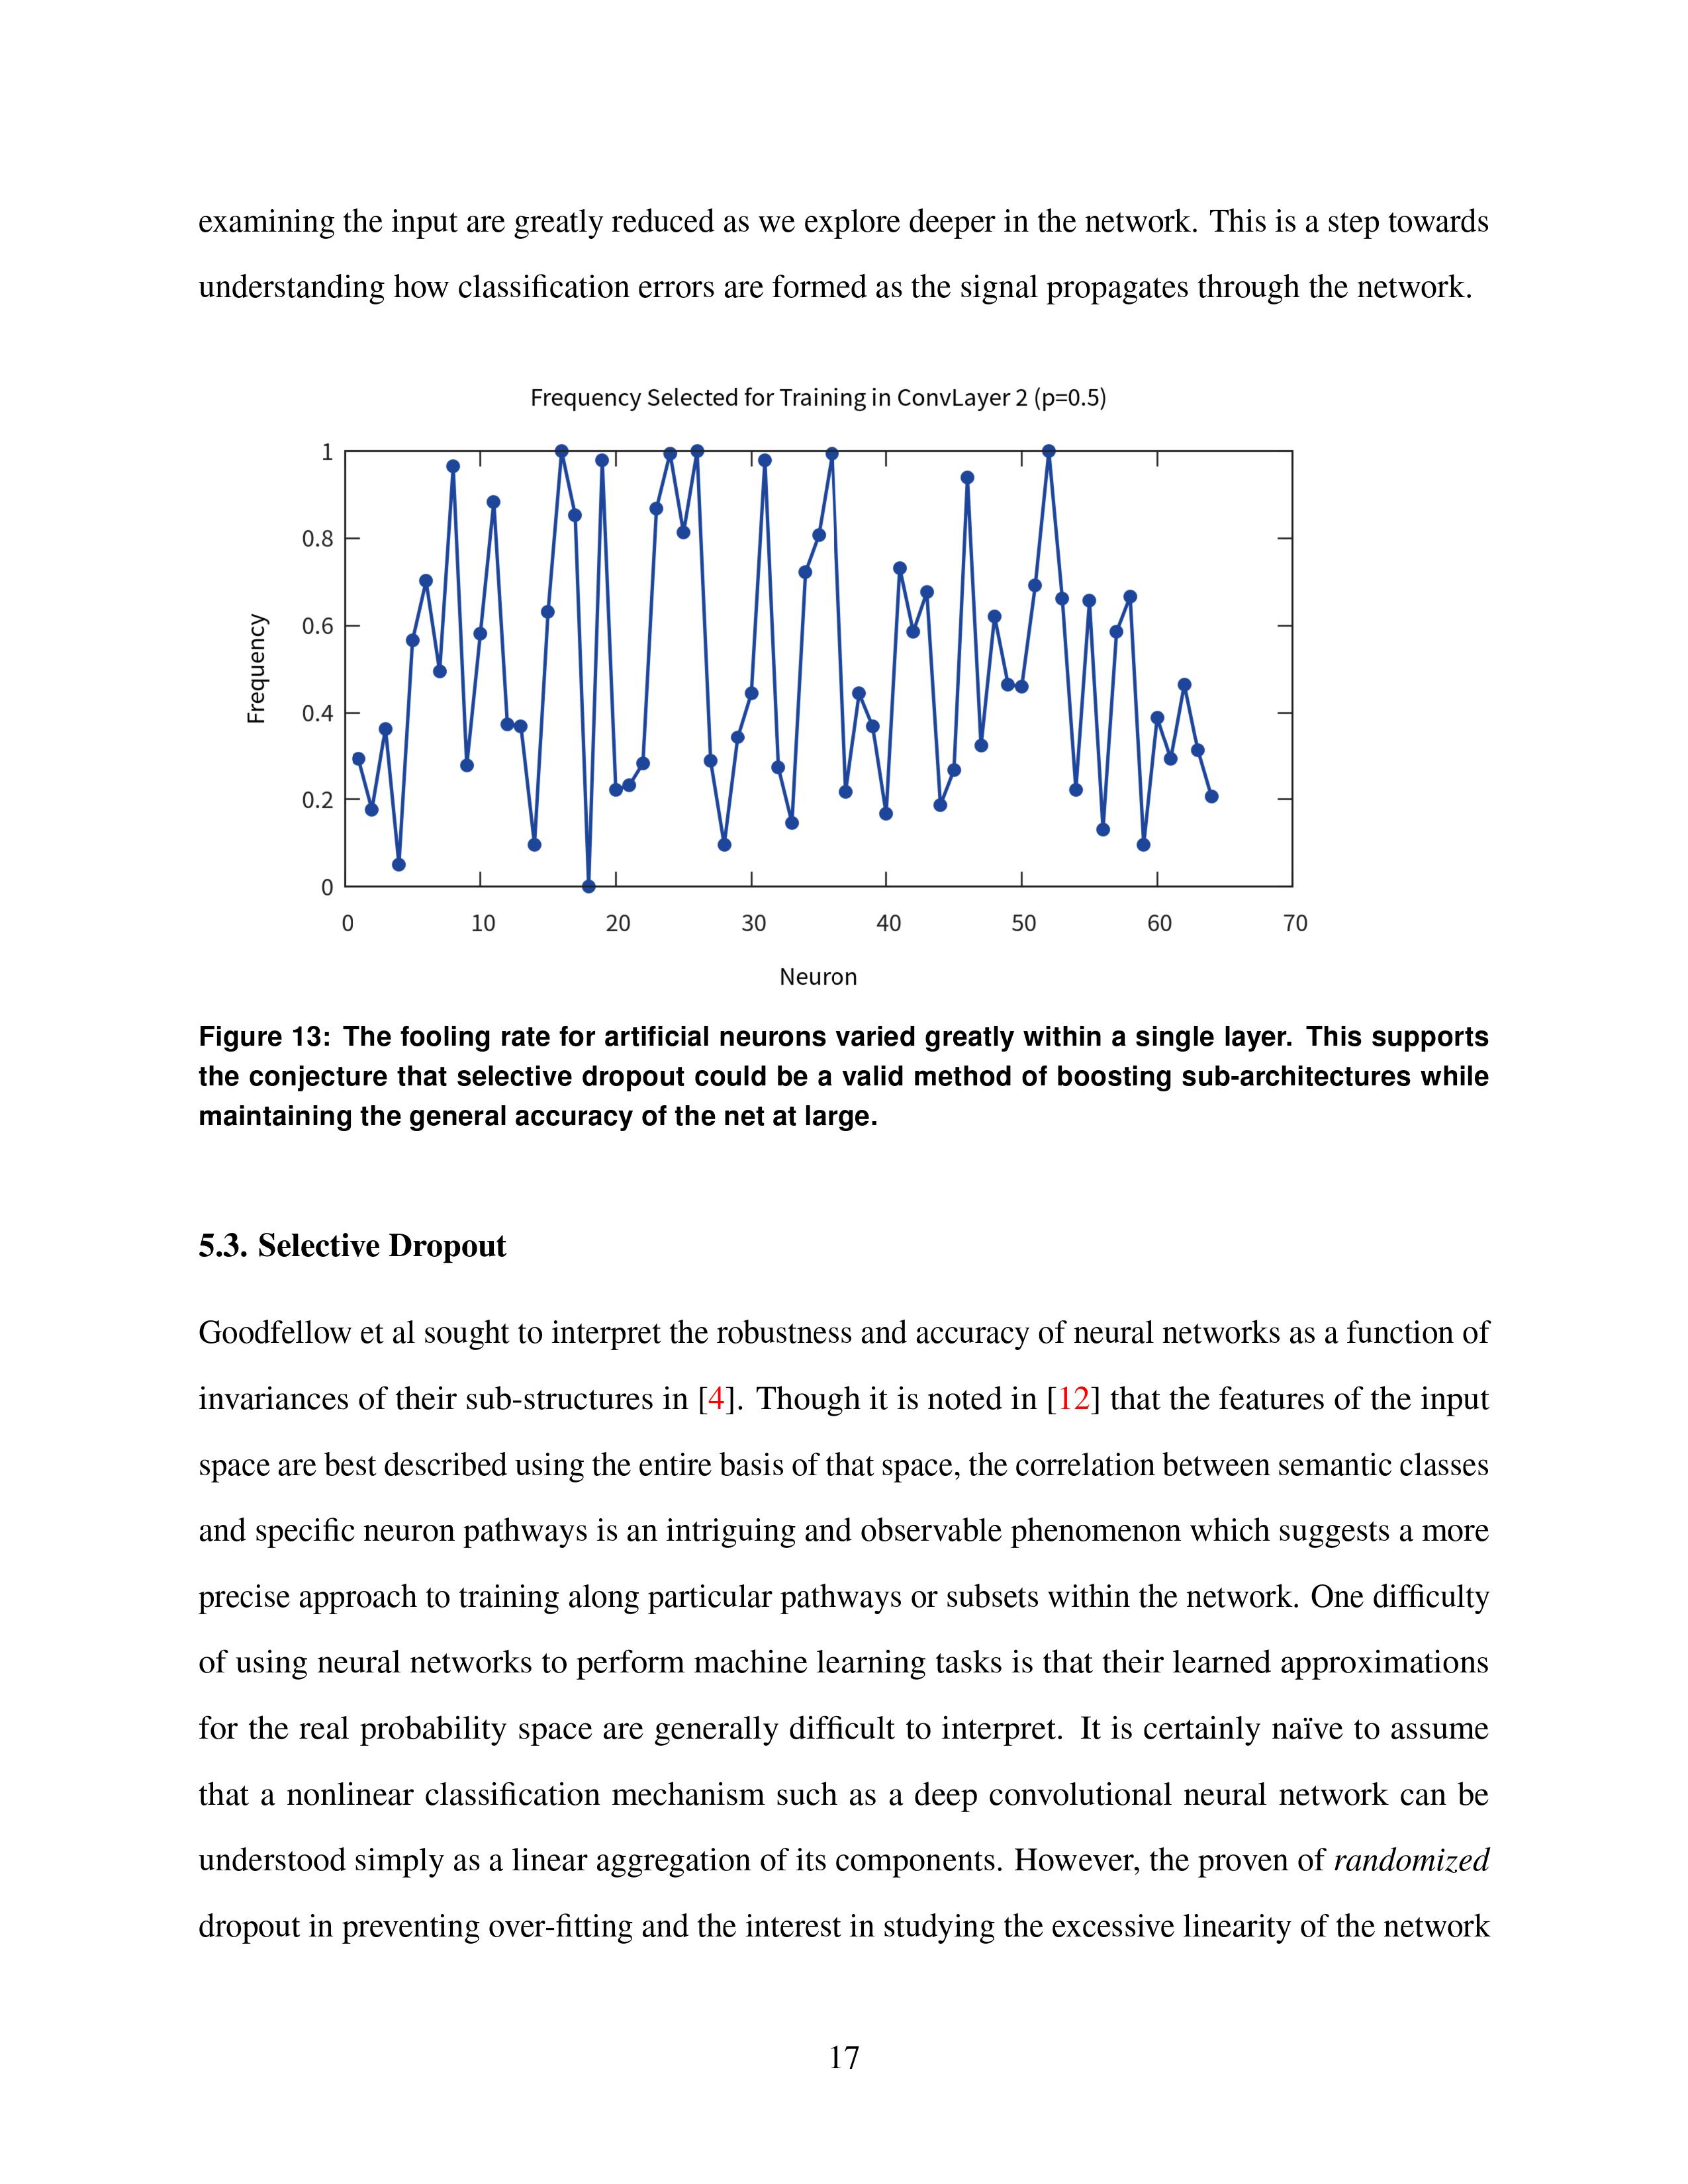 examining the input are greatly reduced as we explore deeper in the network. This is a step towards
understanding how classification errors are formed as the signal propagates through the network.
Frequency Selected for Training in ConvLayer 2 (p=0.5)
1
0.8
0.6
0.4
0.2
0
Frequency
0 10 20 30 40 50 60 70
Neuron
Figure 13: The fooling rate for artificial neurons varied greatly within a single layer. This supports
the conjecture that selective dropout could be a valid method of boosting sub-architectures while
maintaining the general accuracy of the net at large.
5.3. Selective Dropout
Goodfellow et al sought to interpret the robustness and accuracy of neural networks as a function of
invariances of their sub-structures in [4]. Though it is noted in [12] that the features of the input
space are best described using the entire basis of that space, the correlation between semantic classes
and specific neuron pathways is an intriguing and observable phenomenon which suggests a more
precise approach to training along particular pathways or subsets within the network. One difficulty
of using neural networks to perform machine learning tasks is that their learned approximations
for the real probability space are generally difficult to interpret. It is certainly naïve to assume
that a nonlinear classification mechanism such as a deep convolutional neural network can be
understood simply as a linear aggregation of its components. However, the proven of randomized
dropout in preventing over-fitting and the interest in studying the excessive linearity of the network
17